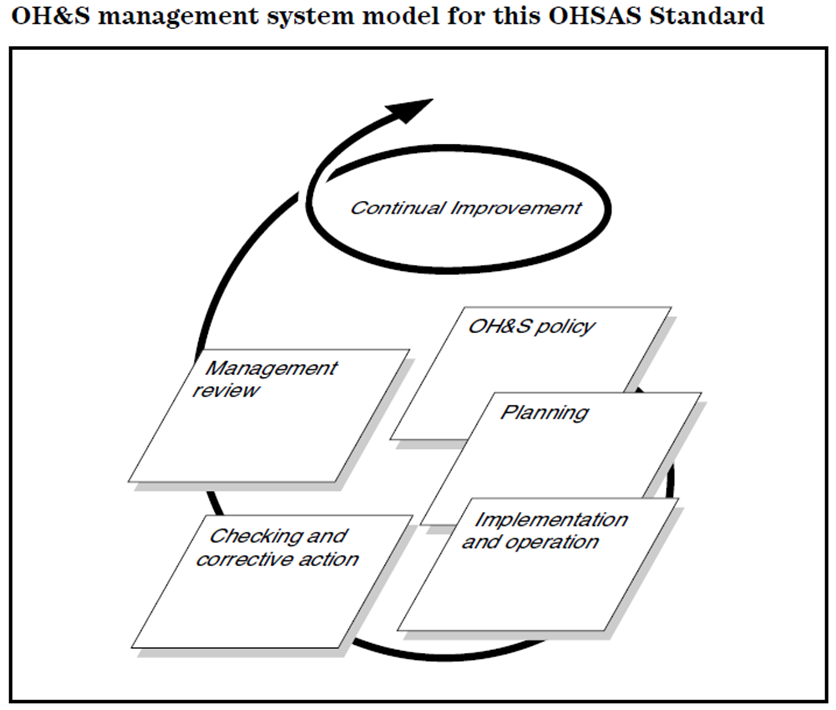 OH&S management system model for this OHSAS Standard
Continual Improvement
OH&S policy
Management
review
Planning
Implementation
and operation
Checking and
corrective action